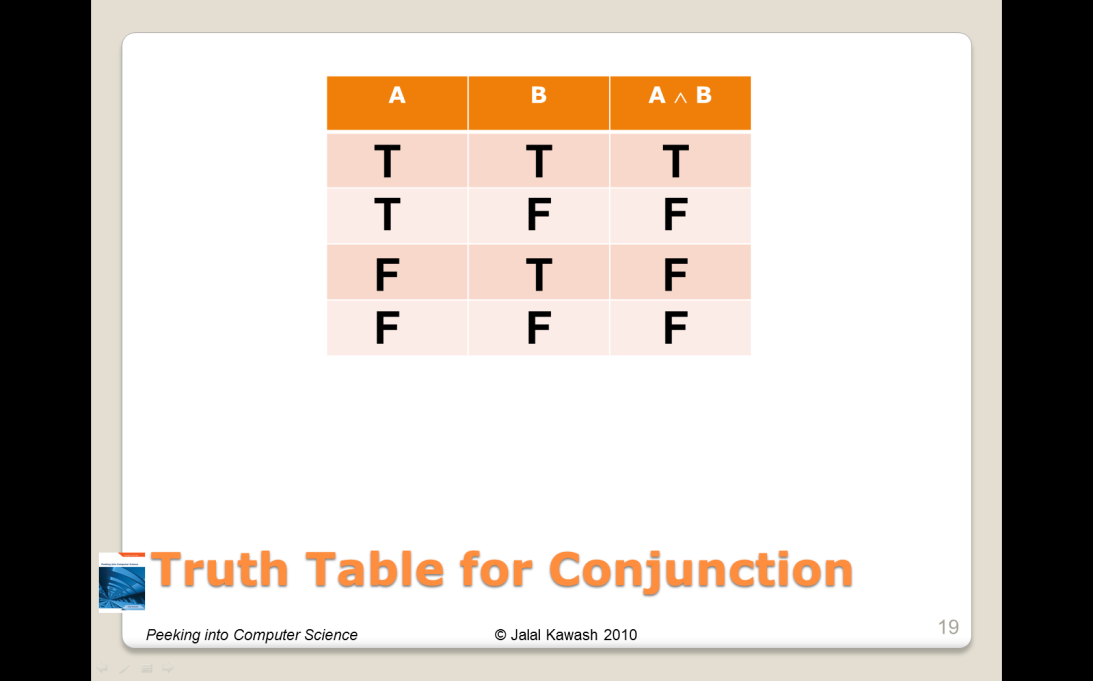 A B A ∧ B
T T T
T F F
F T F
F F F
Truth Table for Conjunction
Peeking into Computer Science © Jalal Kawash 2010 19